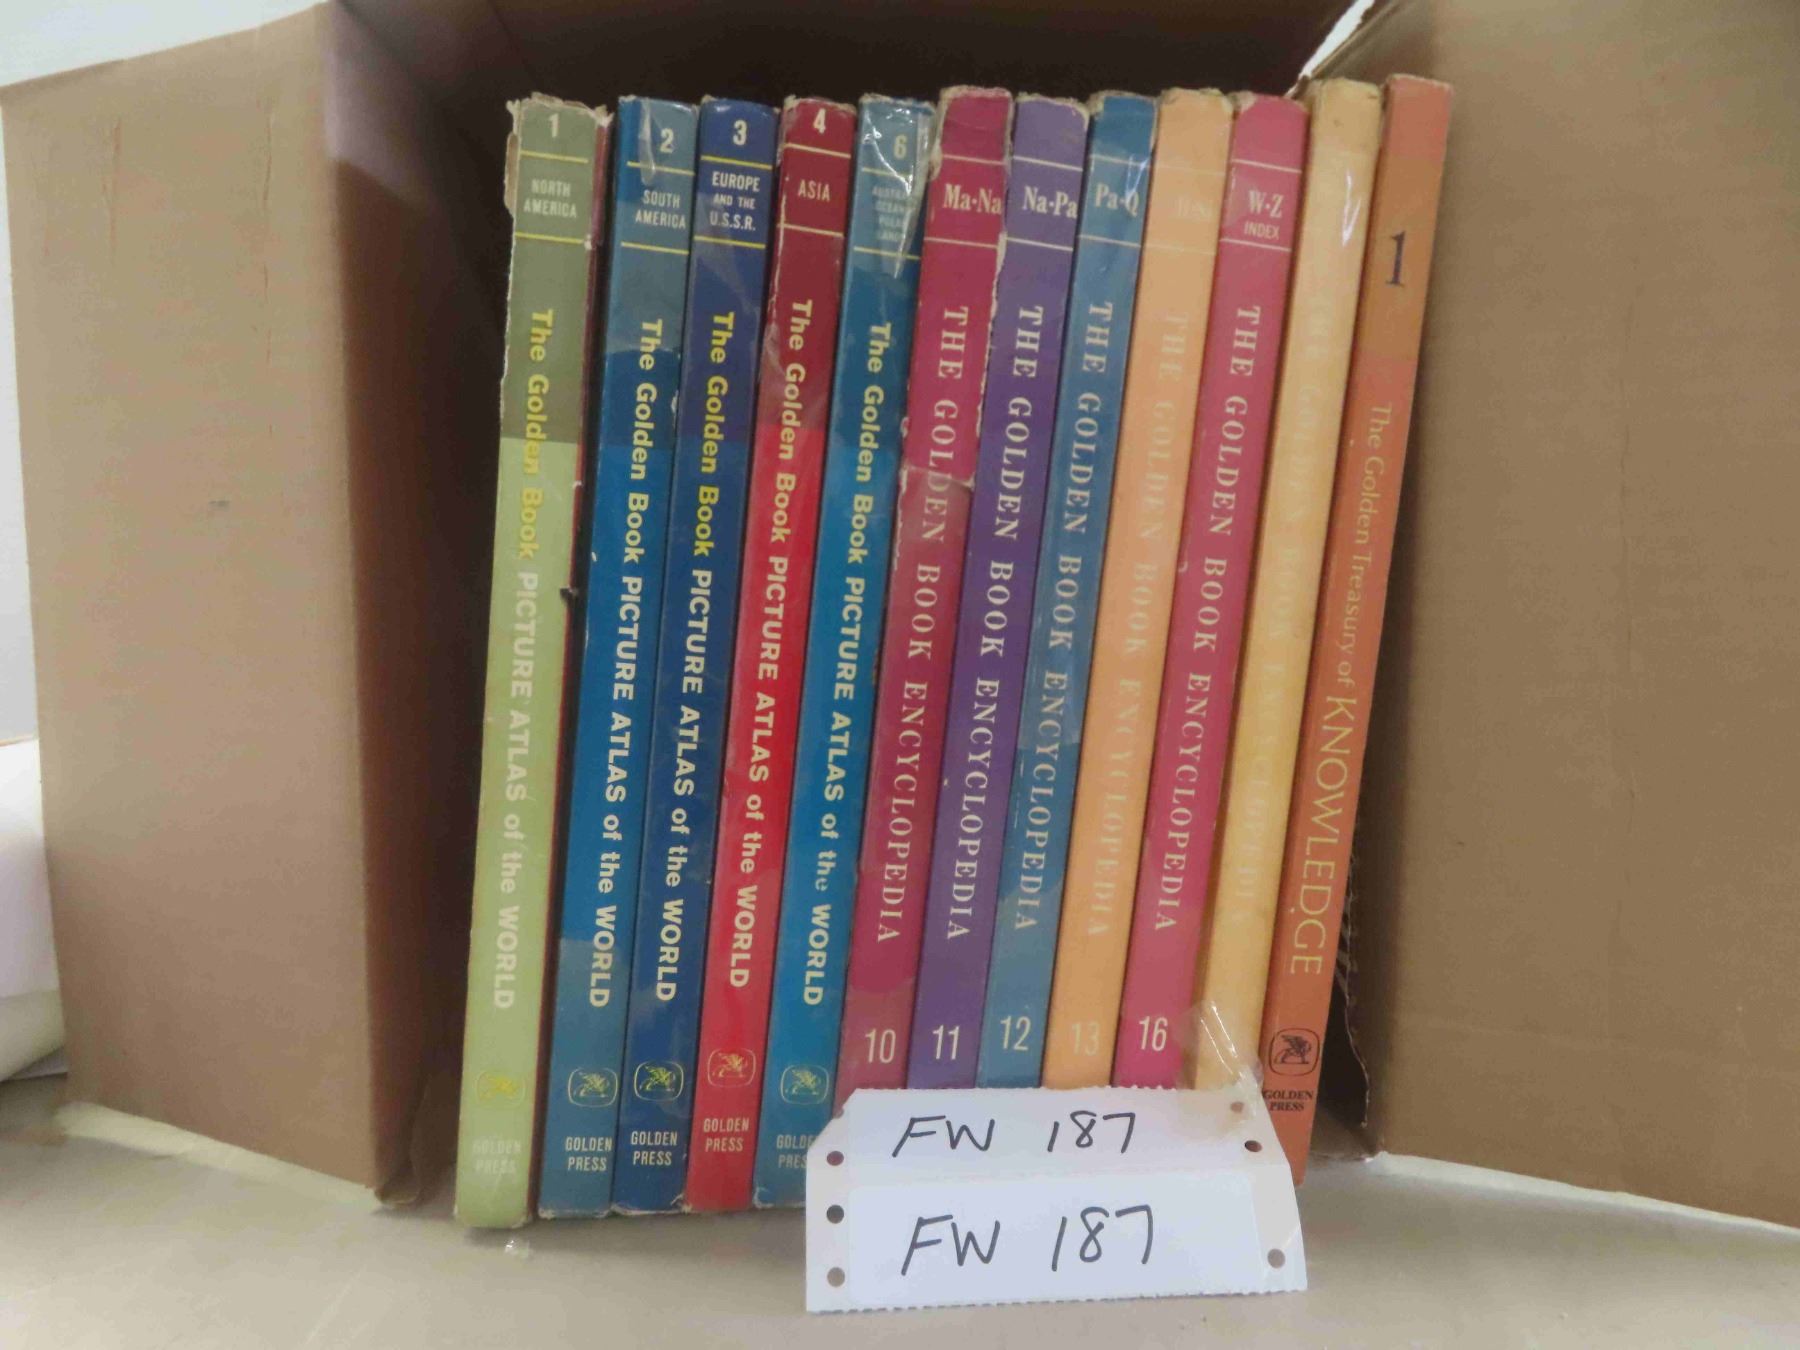 1
NORTH
AMERICA
The Golden Book PICTURE ATLAS of the WORLD
GOLDEN
PRESS
2
SOUTH
AMERICA
The Golden Book PICTURE ATLAS of the WORLD
GOLDEN
PRESS
3
EUROPE
AND THE
U.S.S.R.
The Golden Book PICTURE ATLAS of the WORLD
GOLDEN
PRESS
4
ASIA
The Golden Book PICTURE ATLAS of the WORLD
GOLDEN
PRESS
6
The Golden Book PICTURE ATLAS of the WORLD
Ma·Na
THE GOLDEN BOOK ENCYCLOPEDIA
10
Na·Pa
THE GOLDEN BOOK ENCYCLOPEDIA
11
Pa·Q
THE GOLDEN BOOK ENCYCLOPEDIA
12
THE GOLDEN BOOK ENCYCLOPEDIA
13
W·Z
INDEX
THE GOLDEN BOOK ENCYCLOPEDIA
16
THE GOLDEN BOOK ENCYCLOPEDIA
1
The Golden Treasury of KNOWLEDGE
GOLDEN
PRESS
FW 187
FW 187